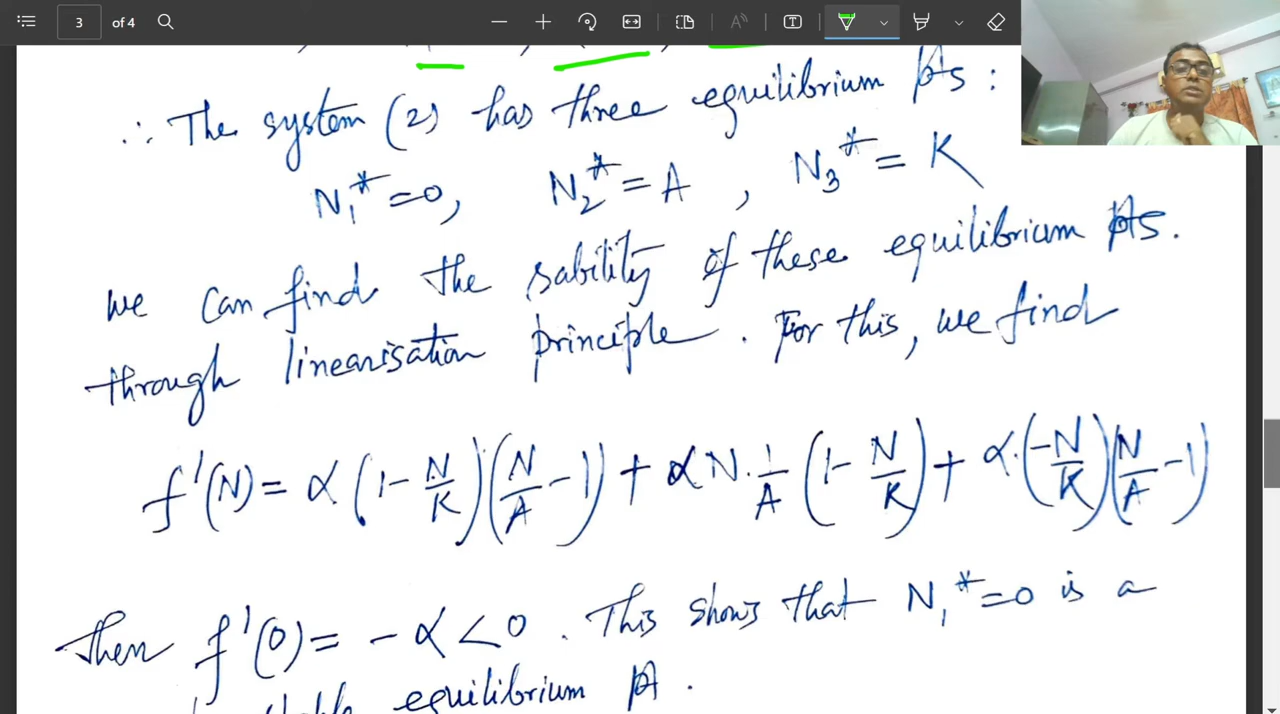 3 of 4
∴ The system (2) has three equilibrium pts :
N₁* = 0, N₂* = A , N₃* = K
we can find the sability of these equilibrium pts.
through linearisation principle. For this, we find
f'(N) = α (1 - N/K) (N/A - 1) + α N · 1/A (1 - N/K) + α · (-N/K) (N/A - 1)
Then f'(0) = - α < 0 . This shows that N₁* = 0 is a
equilibrium pt .